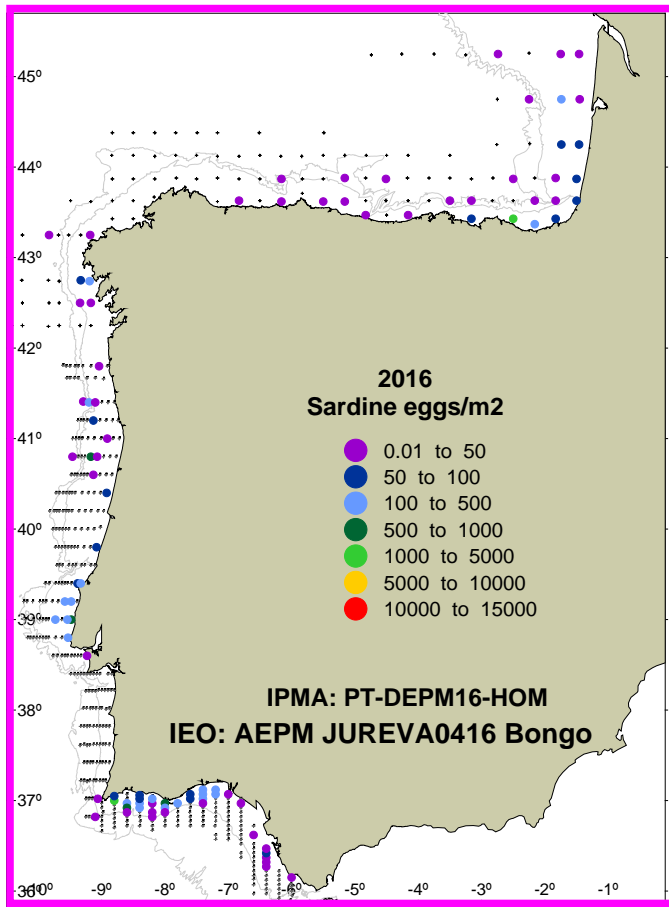 45º
44º
43º
42º
41º
40º
39º
38º
37º
36º
2016
Sardine eggs/m2
0.01 to 50
50 to 100
100 to 500
500 to 1000
1000 to 5000
5000 to 10000
10000 to 15000
IPMA: PT-DEPM16-HOM
IEO: AEPM JUREVA0416 Bongo
-9º -8º -7º -6º -5º -4º -3º -2º -1º